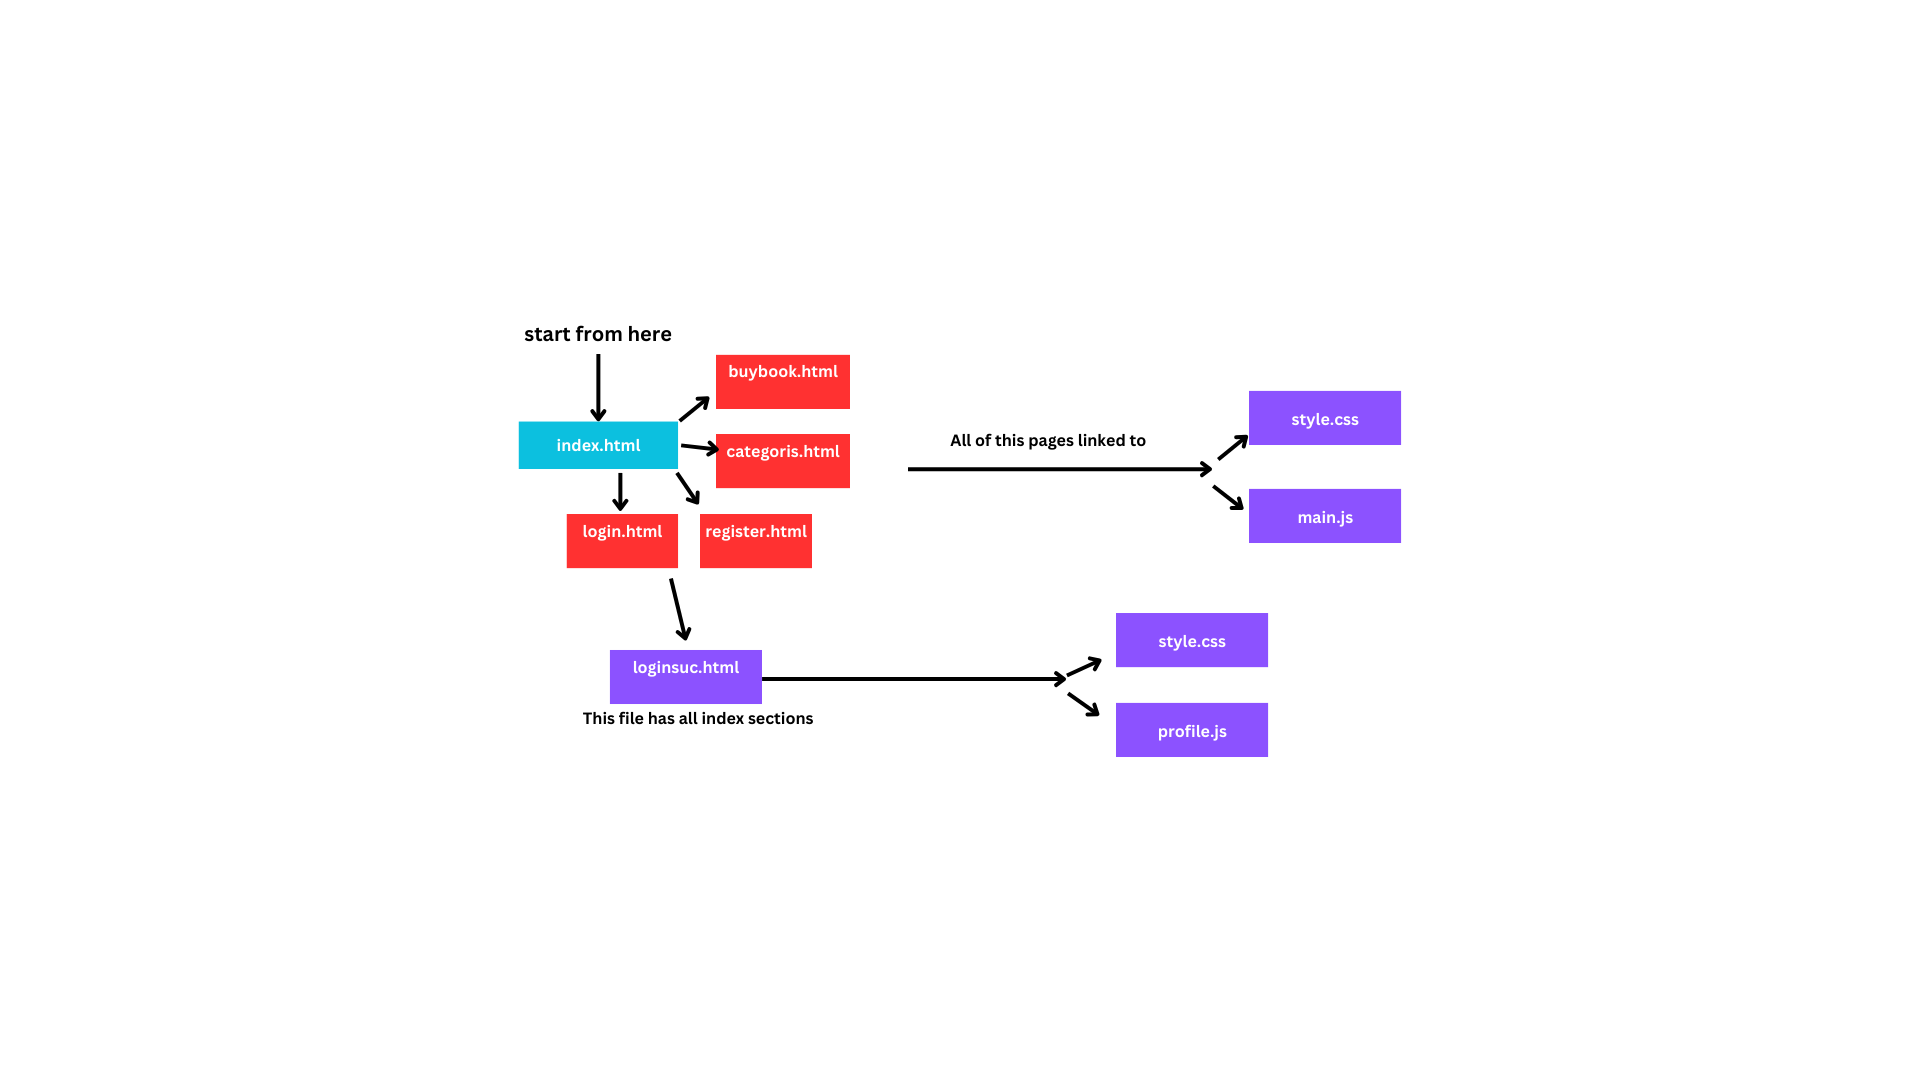 start from here
buybook.html
index.html
categoris.html
login.html
register.html
loginsuc.html
This file has all index sections
All of this pages linked to
style.css
main.js
style.css
profile.js